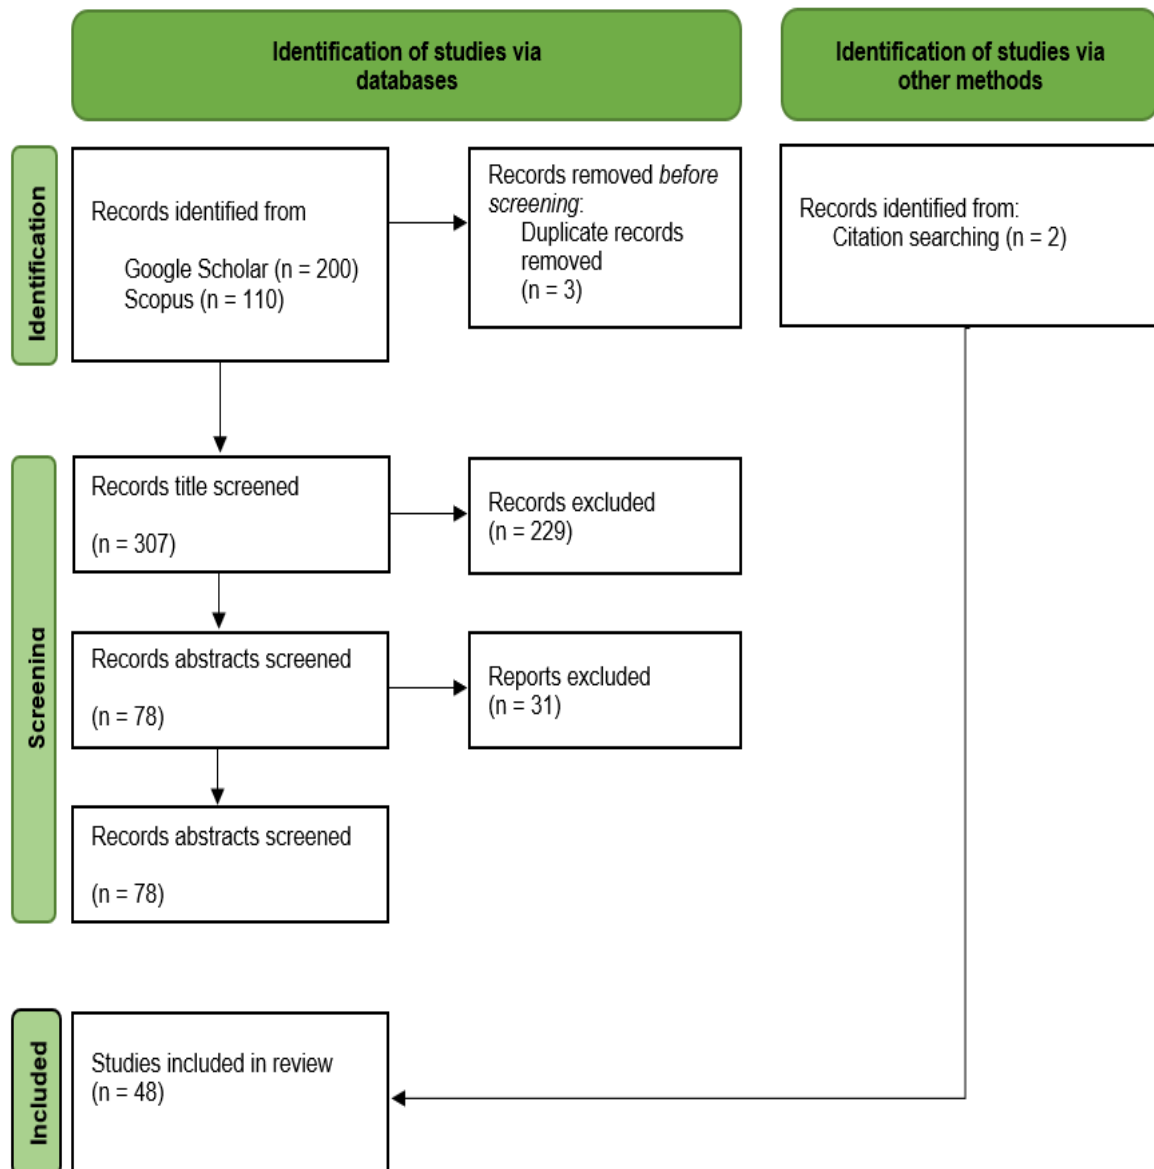 Identification of studies via
databases
Identification of studies via
other methods
Identification
Records identified from
Google Scholar (n = 200)
Scopus (n = 110)
Records removed before
screening:
Duplicate records
removed
(n = 3)
Records identified from:
Citation searching (n = 2)
Screening
Records title screened
(n = 307)
Records excluded
(n = 229)
Records abstracts screened
(n = 78)
Reports excluded
(n = 31)
Records abstracts screened
(n = 78)
Included
Studies included in review
(n = 48)